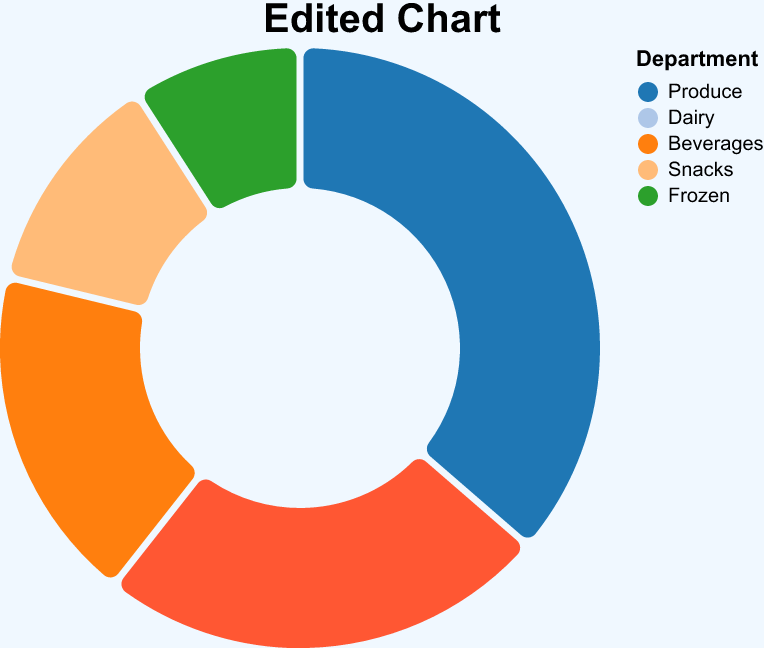 Edited Chart
Department
Produce
Dairy
Beverages
Snacks
Frozen